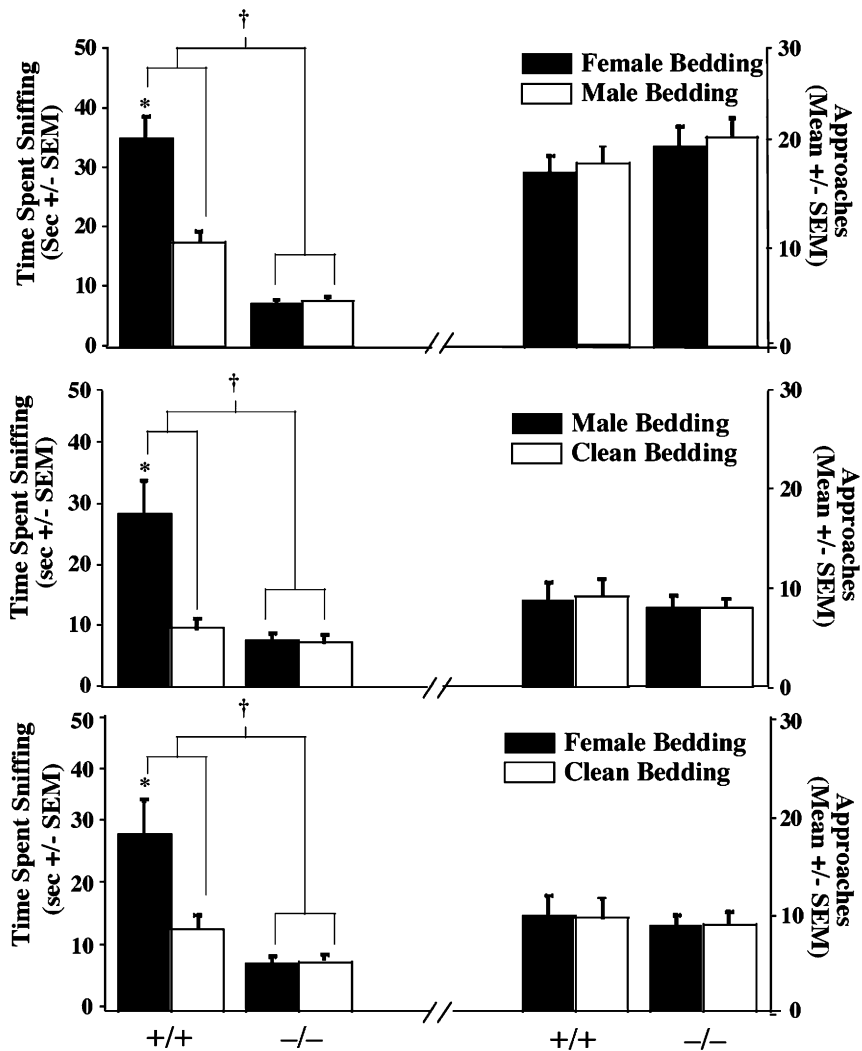 †
50
40
30
20
10
0
Time Spent Sniffing
(Sec +/- SEM)
*
Female Bedding
Male Bedding
30
20
10
0
Approaches
(Mean +/- SEM)
†
50
40
30
20
10
0
Time Spent Sniffing
(sec +/- SEM)
*
Male Bedding
Clean Bedding
30
20
10
0
Approaches
(Mean +/- SEM)
†
50
40
30
20
10
0
Time Spent Sniffing
(sec +/- SEM)
*
Female Bedding
Clean Bedding
30
20
10
0
Approaches
(Mean +/- SEM)
+/+ –/– +/+ –/–